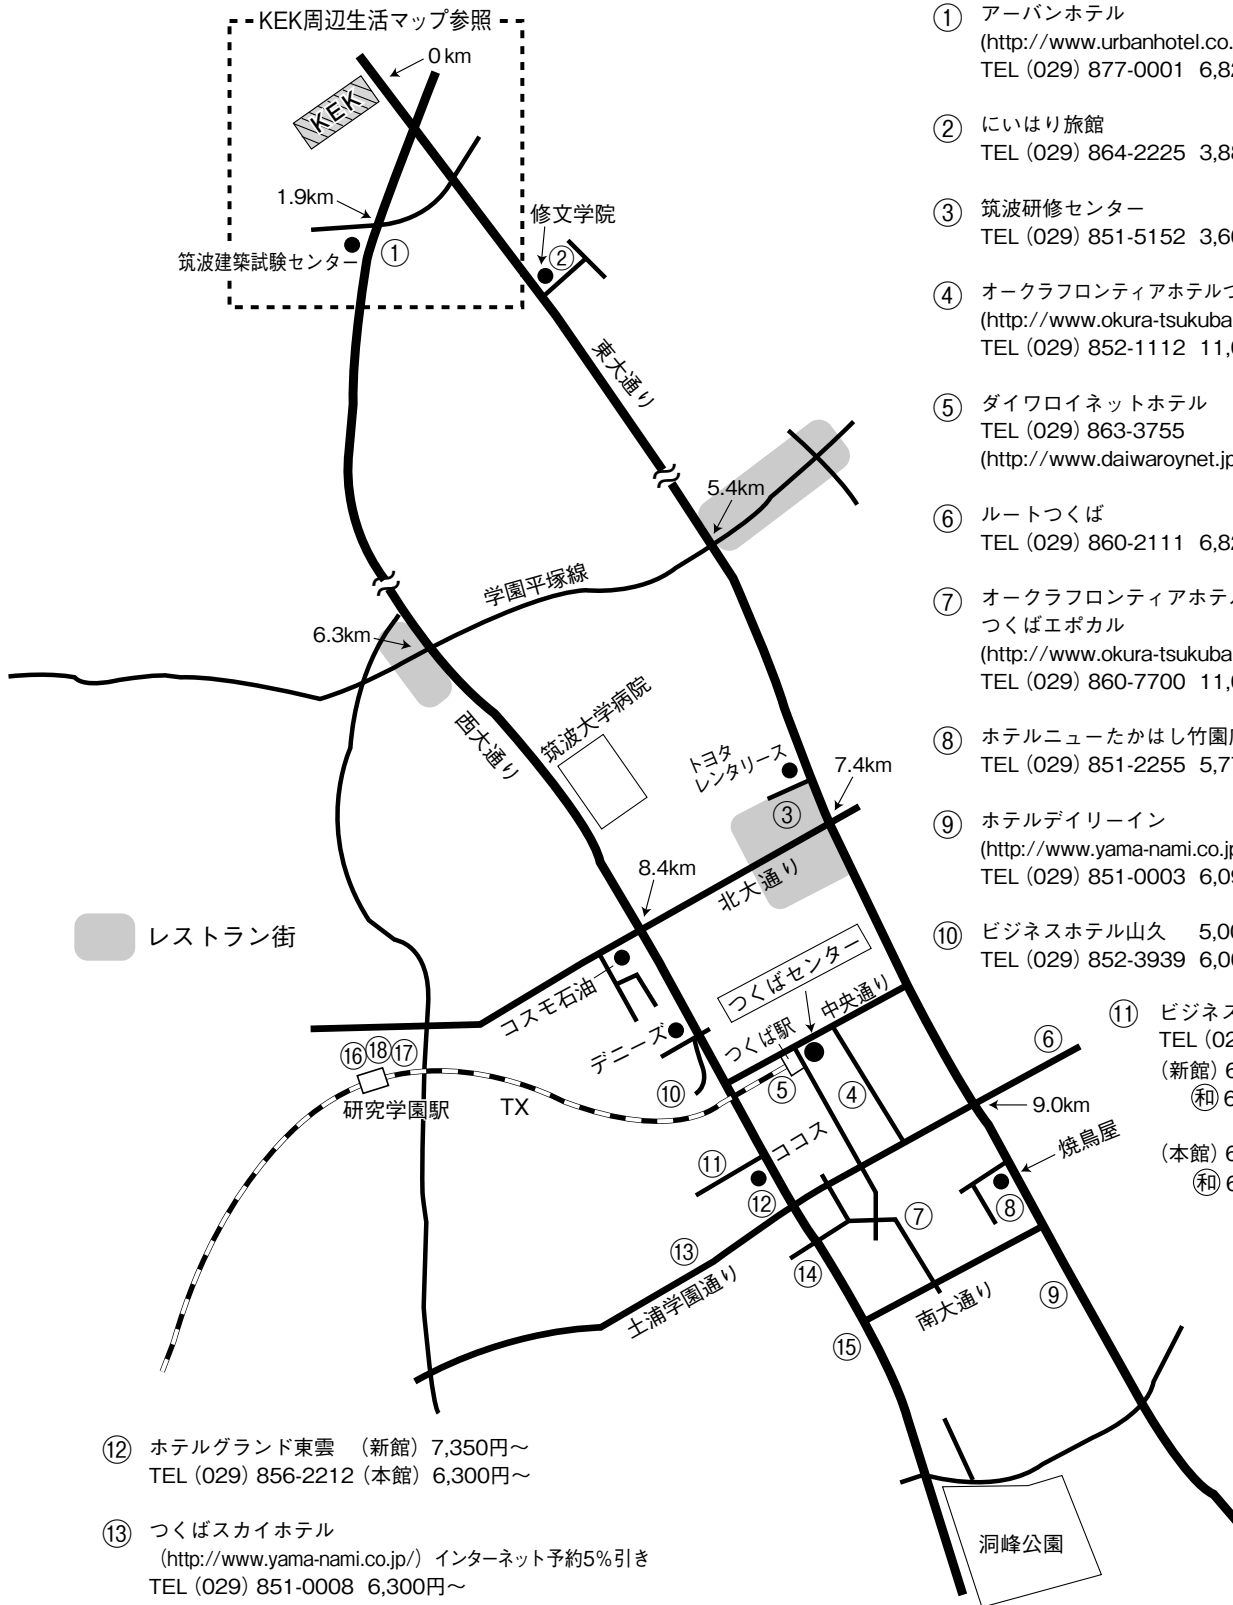 KEK周辺生活マップ参照
0km
KEK
1.9km
筑波建築試験センター
①
修文学院
②
東大通り
5.4km
学園平塚線
6.3km
西大通り
筑波大学病院
トヨタ
レンタリース
7.4km
③
8.4km
北大通り
レストラン街
コスモ石油
つくばセンター
中央通り
つくば駅
デニーズ
⑥
⑯⑱⑰
研究学園駅
TX
⑩
⑤
④
9.0km
焼鳥屋
ココス
⑪
⑫
⑧
⑦
⑬
⑭
土浦学園通り
南大通り
⑨
⑮
洞峰公園
① アーバンホテル
(http://www.urbanhotel.co.
TEL (029) 877-0001 6,82
② にいはり旅館
TEL (029) 864-2225 3,88
③ 筑波研修センター
TEL (029) 851-5152 3,60
④ オークラフロンティアホテルつ
(http://www.okura-tsukuba
TEL (029) 852-1112 11,0
⑤ ダイワロイネットホテル
TEL (029) 863-3755
(http://www.daiwaroynet.jp
⑥ ルートつくば
TEL (029) 860-2111 6,82
⑦ オークラフロンティアホテル
つくばエポカル
(http://www.okura-tsukuba
TEL (029) 860-7700 11,0
⑧ ホテルニューたかはし竹園
TEL (029) 851-2255 5,77
⑨ ホテルデイリーイン
(http://www.yama-nami.co.jp
TEL (029) 851-0003 6,09
⑩ ビジネスホテル山久 5,00
TEL (029) 852-3939 6,00
⑪ ビジネス
TEL (02
(新館) 6
㊒和 6
(本館) 6
和 6
⑫ ホテルグランド東雲 (新館) 7,350円～
TEL (029) 856-2212 (本館) 6,300円～
⑬ つくばスカイホテル
(http://www.yama-nami.co.jp/) インターネット予約5%引き
TEL (029) 851-0008 6,300円～